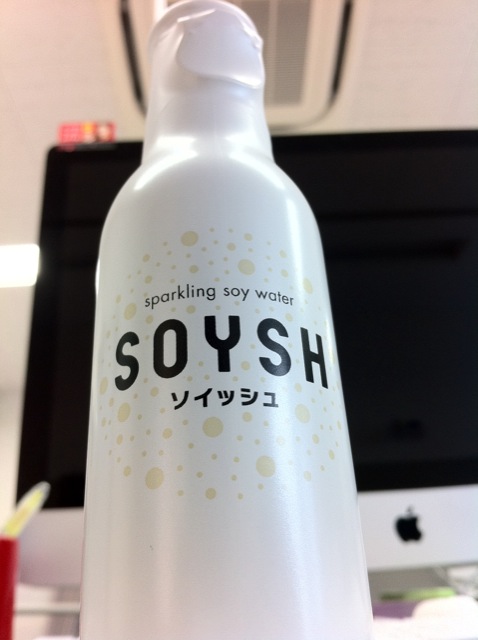 sparkling soy water
SOYSH
ソイッシュ